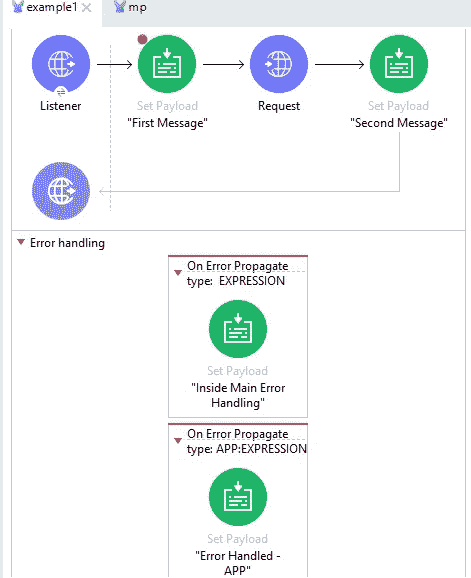 example1
mp
Listener
Set Payload
"First Message"
Request
Set Payload
"Second Message"
Error handling
On Error Propagate
type: EXPRESSION
Set Payload
"Inside Main Error
Handling"
On Error Propagate
type: APP:EXPRESSION
Set Payload
"Error Handled -
APP"